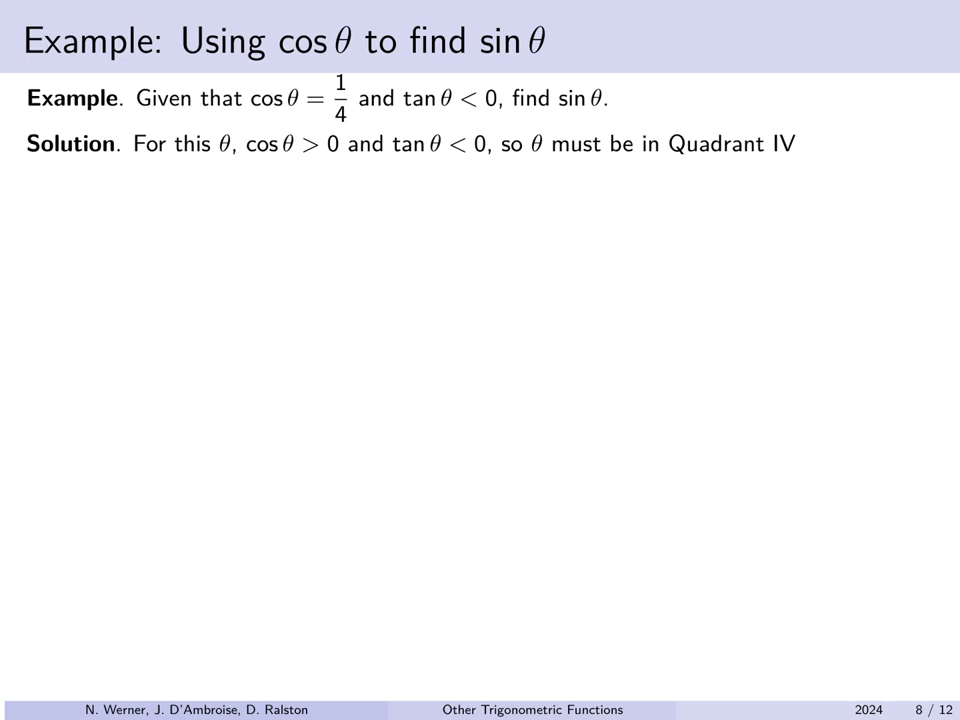 Example: Using cos θ to find sin θ
Example. Given that cos θ = 1/4 and tan θ < 0, find sin θ.
Solution. For this θ, cos θ > 0 and tan θ < 0, so θ must be in Quadrant IV
N. Werner, J. D'Ambroise, D. Ralston Other Trigonometric Functions 2024 8 / 12